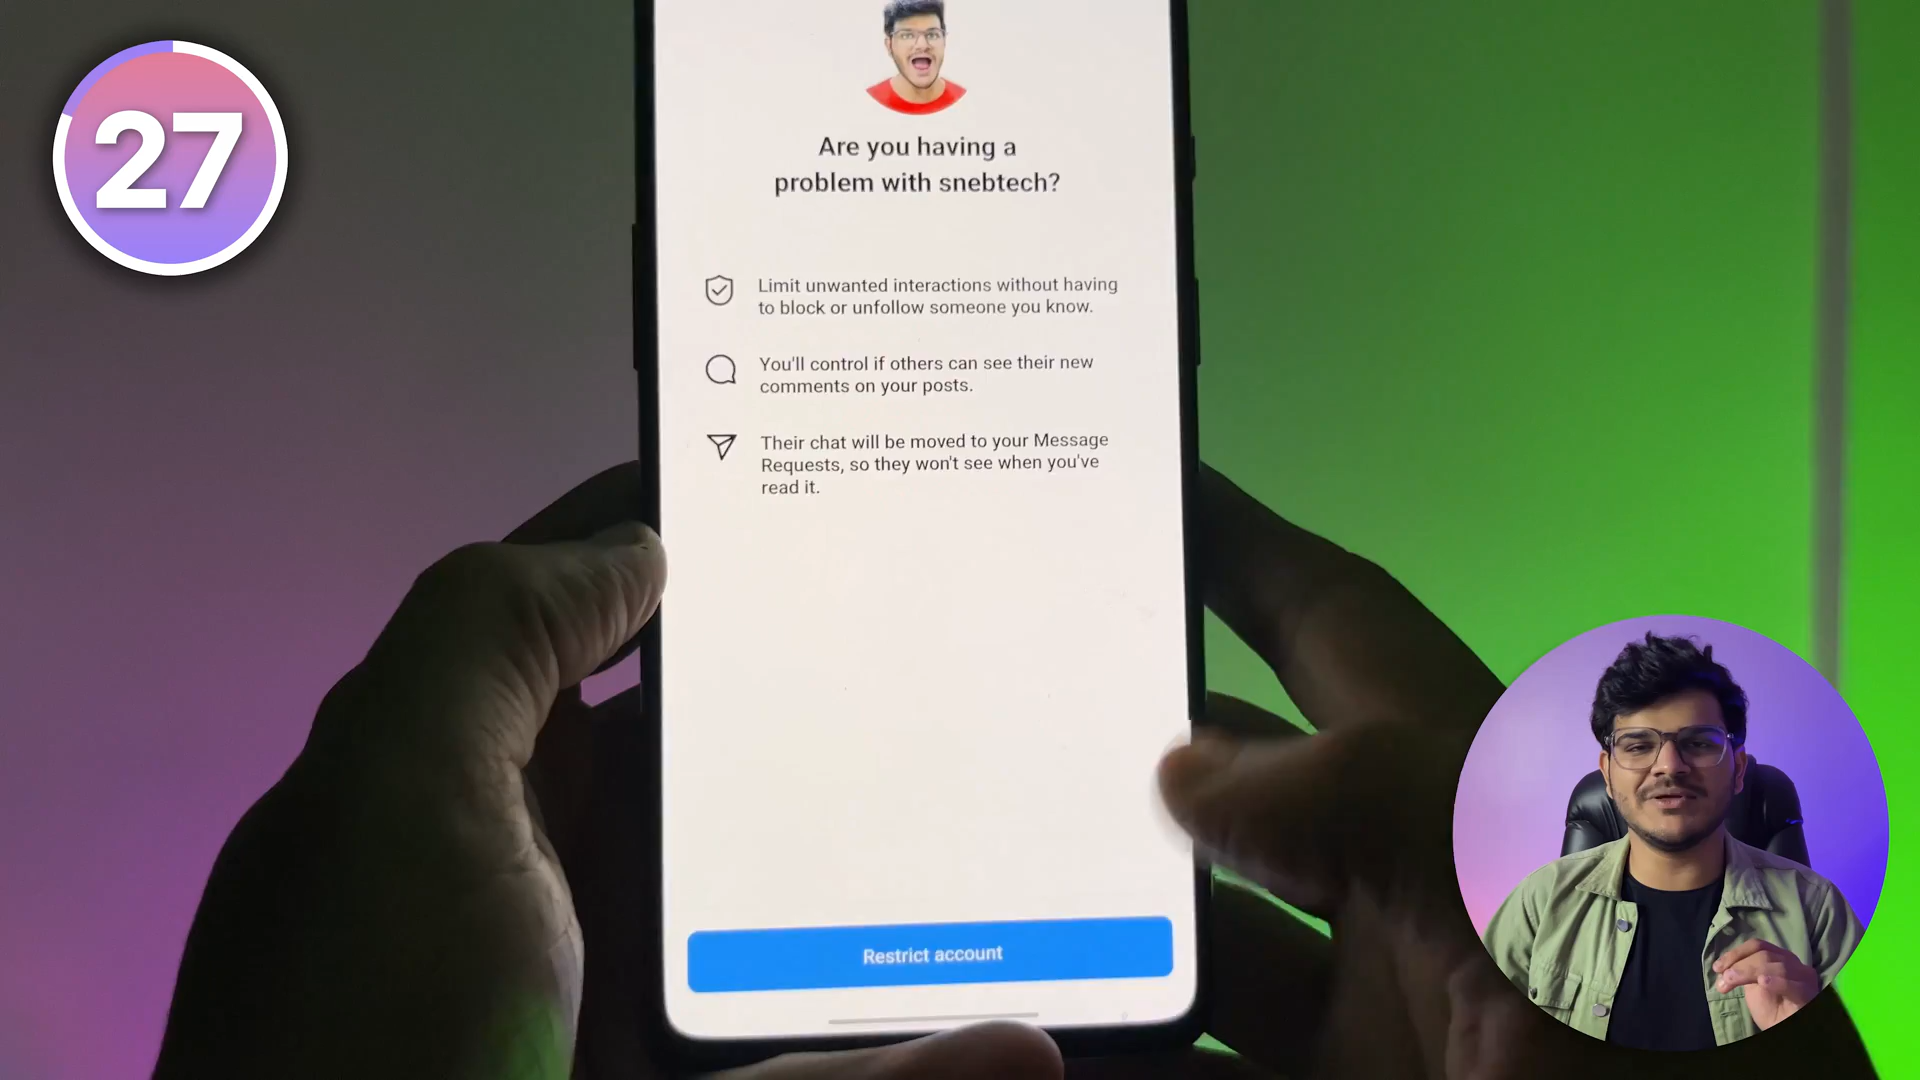 27
Are you having a
problem with snebtech?
Limit unwanted interactions without having
to block or unfollow someone you know.
You'll control if others can see their new
comments on your posts.
Their chat will be moved to your Message
Requests, so they won't see when you've
read it.
Restrict account